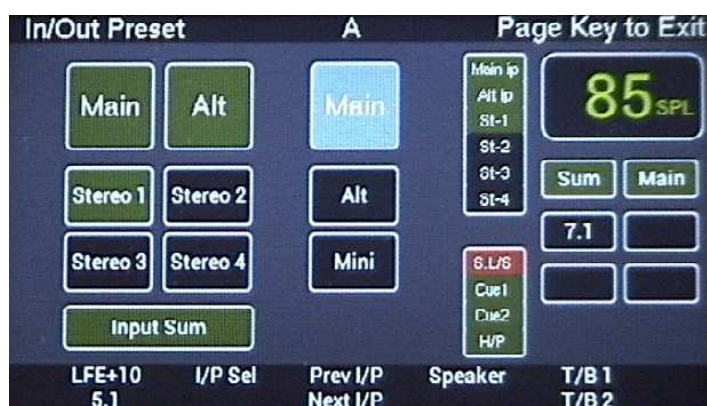 In/Out Preset A Page Key to Exit
Main Alt Main
Main ip
Alt ip
St-1
St-2
St-3
St-4
85 SPL
Stereo 1 Stereo 2 Alt
Sum Main
Stereo 3 Stereo 4 Mini
7.1
S.L/S
Cue1
Cue2
H/P
Input Sum
LFE+10 I/P Sel Prev I/P Speaker T/B 1
5.1 Next I/P T/B 2